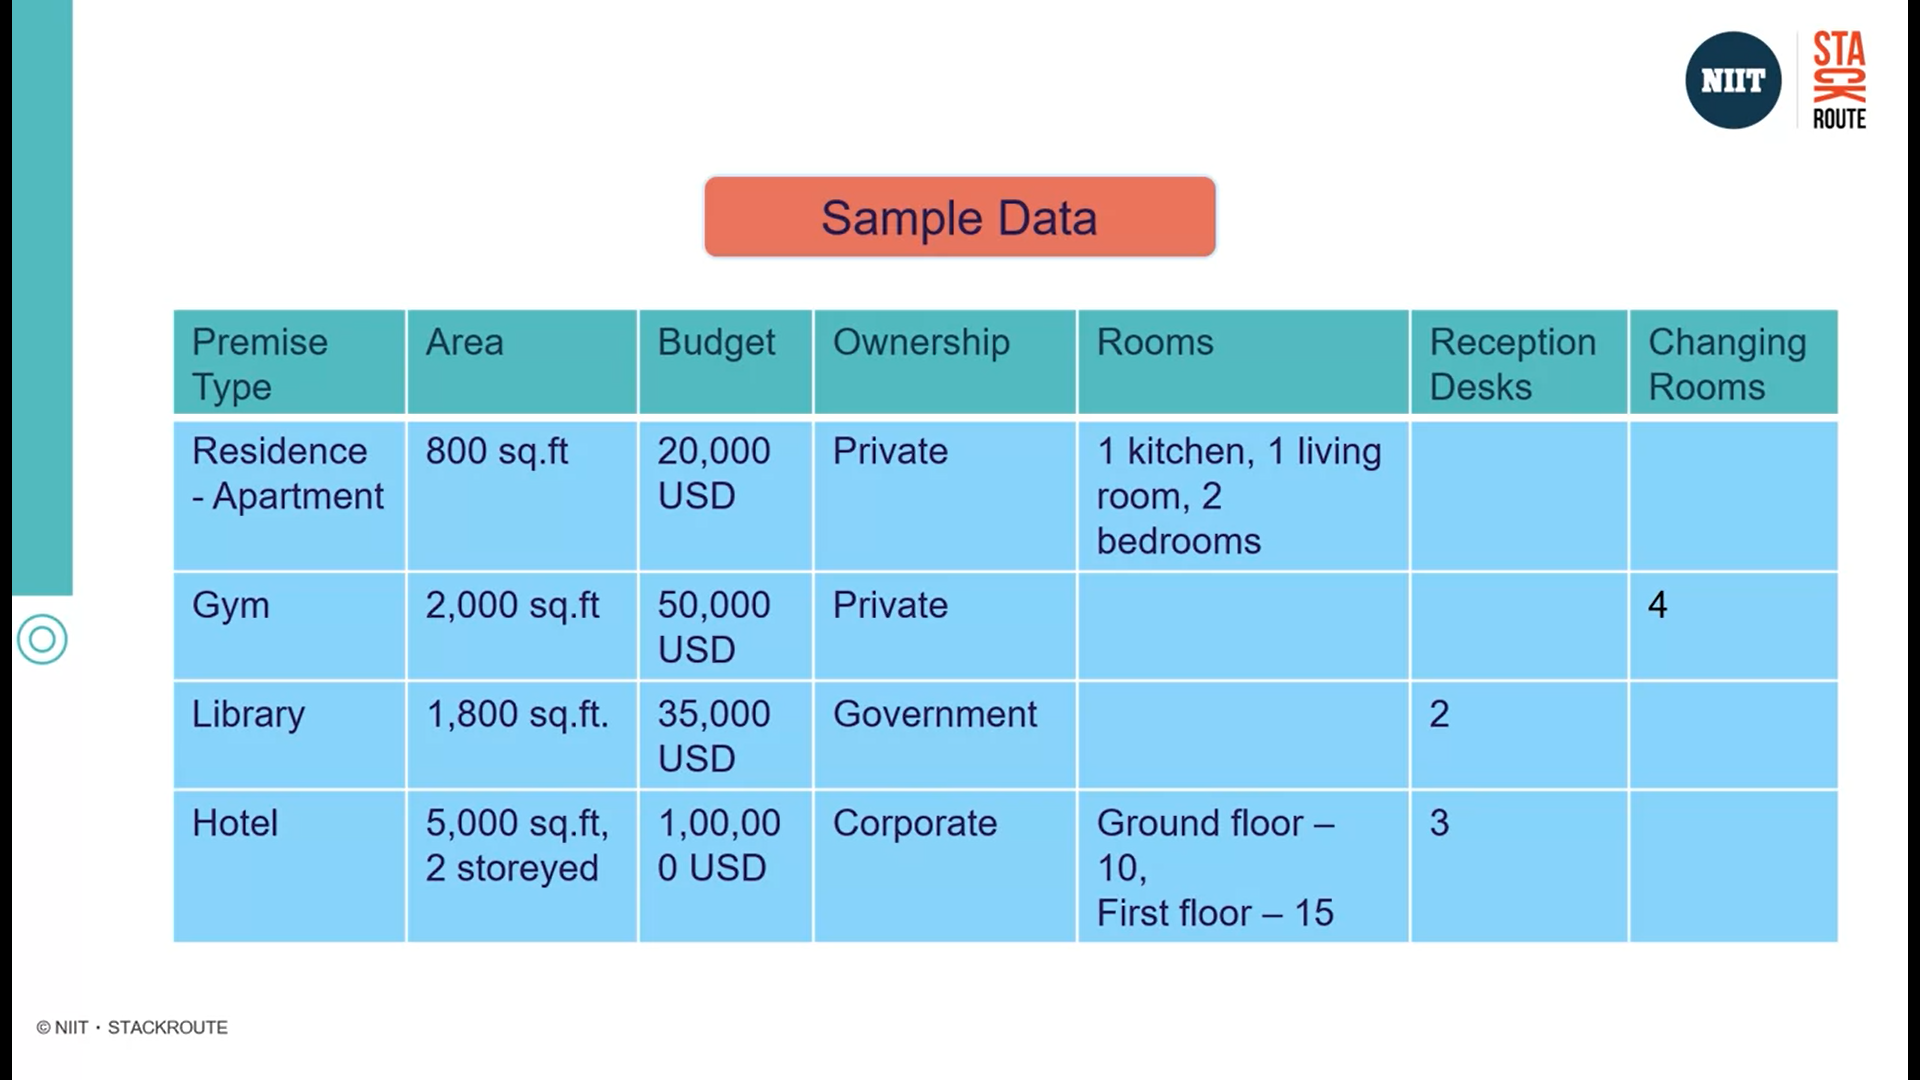 NIIT
STA
CK
ROUTE
Sample Data
Premise
Type
Area
Budget
Ownership
Rooms
Reception
Desks
Changing
Rooms
Residence
- Apartment
800 sq.ft
20,000
USD
Private
1 kitchen, 1 living
room, 2
bedrooms
Gym
2,000 sq.ft
50,000
USD
Private
4
Library
1,800 sq.ft.
35,000
USD
Government
2
Hotel
5,000 sq.ft,
2 storeyed
1,00,00
0 USD
Corporate
Ground floor –
10,
First floor – 15
3
© NIIT · STACKROUTE